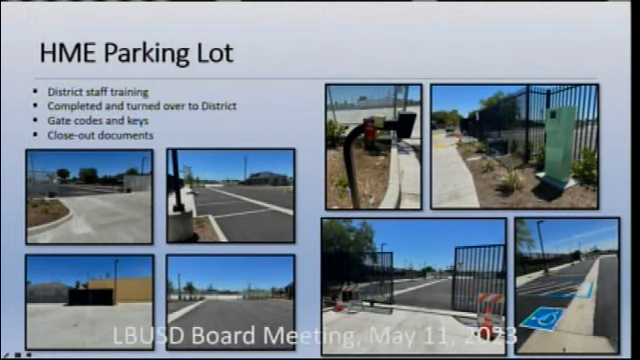 HME Parking Lot
▪ District staff training
▪ Completed and turned over to District
▪ Gate codes and keys
▪ Close-out documents
LBUSD Board Meeting, May 11, 2023